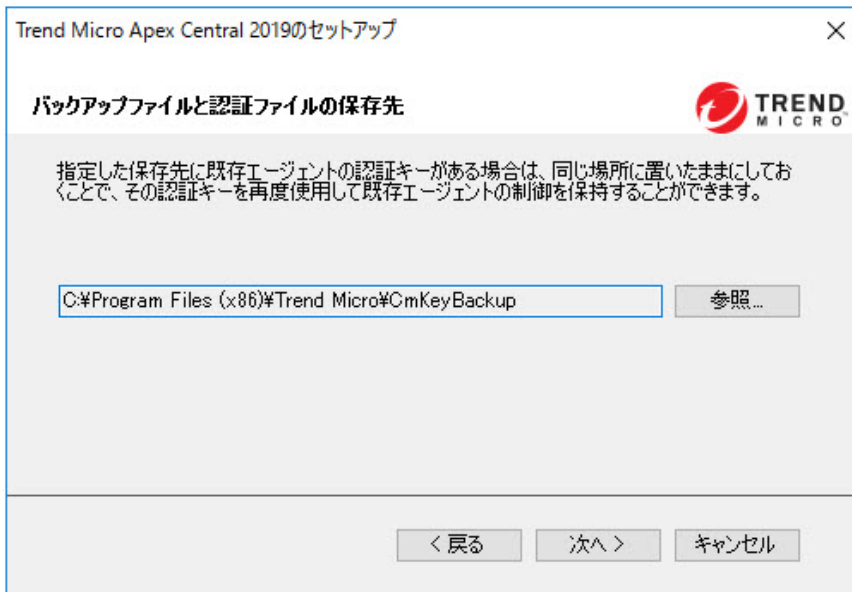 Trend Micro Apex Central 2019のセットアップ
バックアップファイルと認証ファイルの保存先
TREND
MICRO
指定した保存先に既存エージェントの認証キーがある場合は、同じ場所に置いたままにしてお
くことで、その認証キーを再度使用して既存エージェントの制御を保持することができます。
C:¥Program Files (x86)¥Trend Micro¥CmKeyBackup
参照...
< 戻る
次へ >
キャンセル